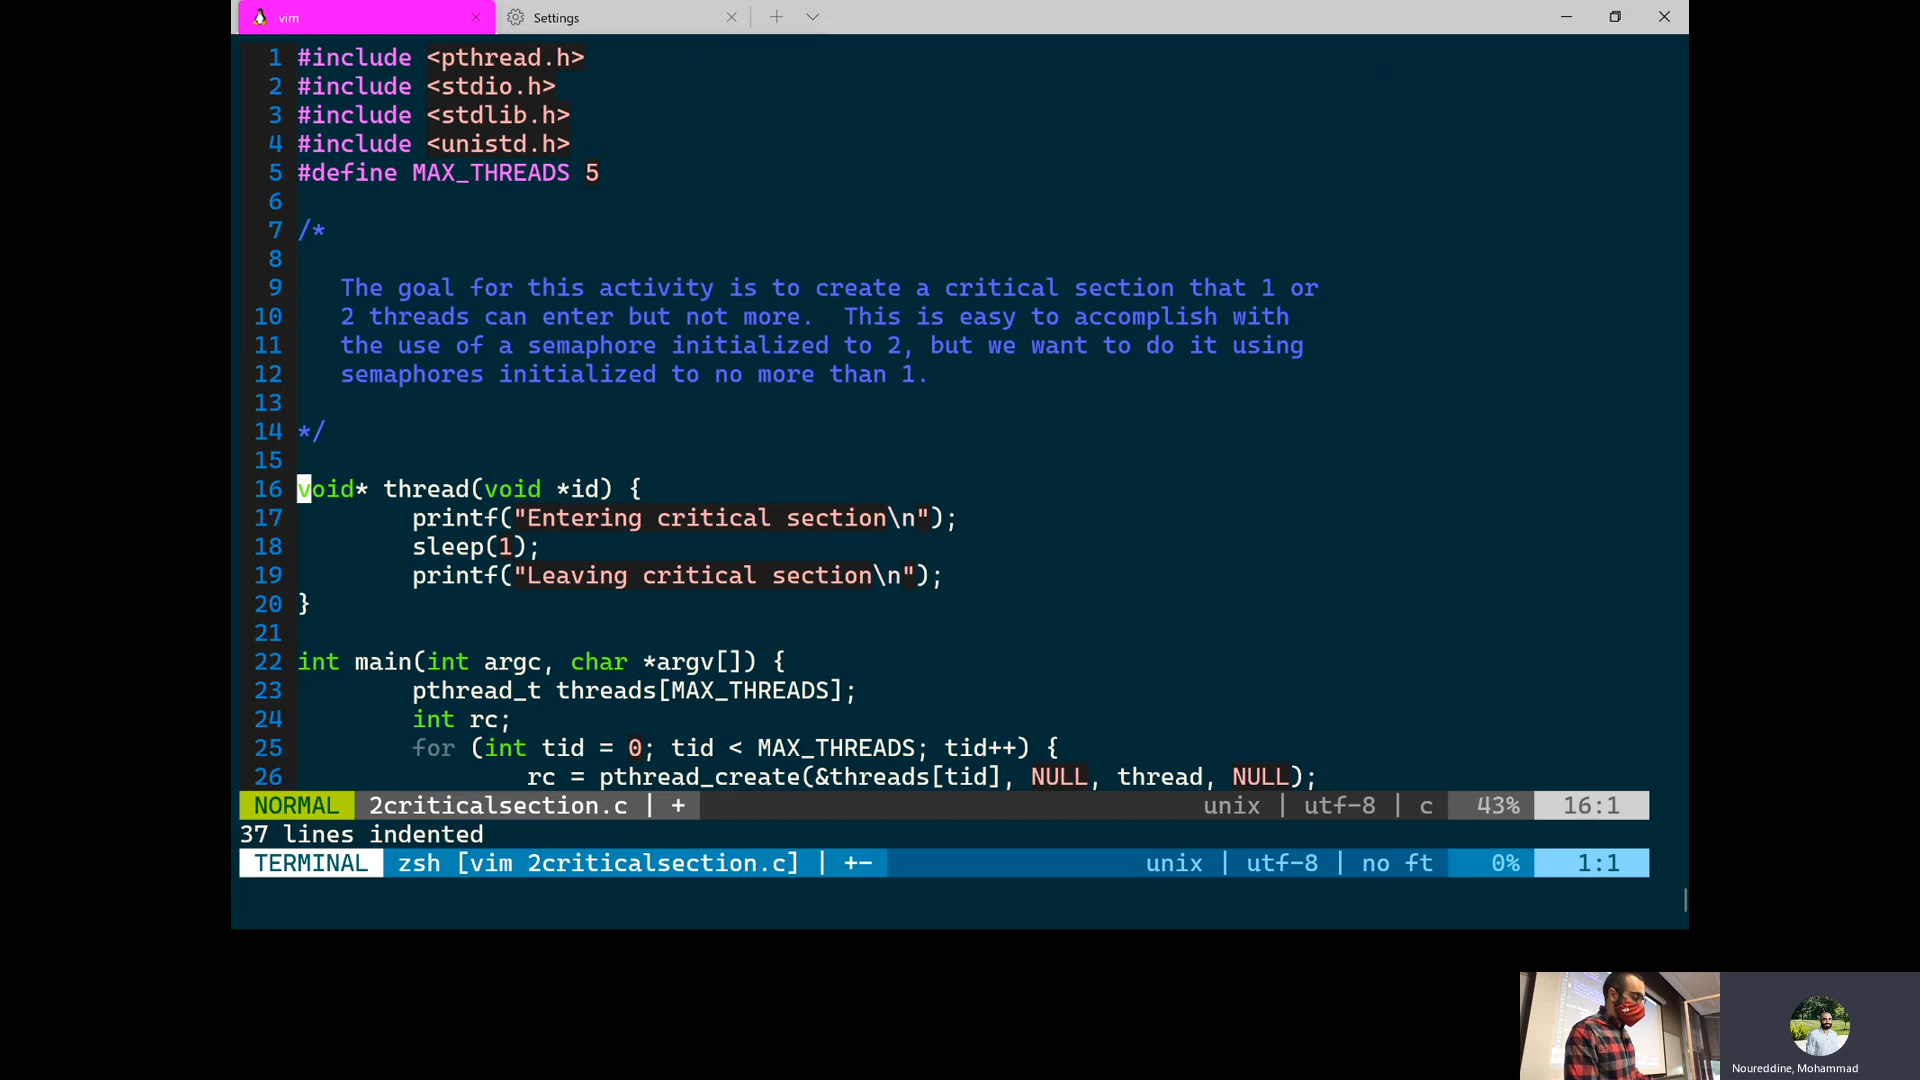 vim
Settings
1 #include <pthread.h>
2 #include <stdio.h>
3 #include <stdlib.h>
4 #include <unistd.h>
5 #define MAX_THREADS 5
6
7 /*
8
9 The goal for this activity is to create a critical section that 1 or
10 2 threads can enter but not more.  This is easy to accomplish with
11 the use of a semaphore initialized to 2, but we want to do it using
12 semaphores initialized to no more than 1.
13
14 */
15
16 void* thread(void *id) {
17 printf("Entering critical section\n");
18 sleep(1);
19 printf("Leaving critical section\n");
20 }
21
22 int main(int argc, char *argv[]) {
23 pthread_t threads[MAX_THREADS];
24 int rc;
25 for (int tid = 0; tid < MAX_THREADS; tid++) {
26 rc = pthread_create(&threads[tid], NULL, thread, NULL);
NORMAL 2criticalsection.c | + unix | utf-8 | c 43% 16:1
37 lines indented
TERMINAL zsh [vim 2criticalsection.c] | +- unix | utf-8 | no ft 0% 1:1
Noureddine, Mohammad